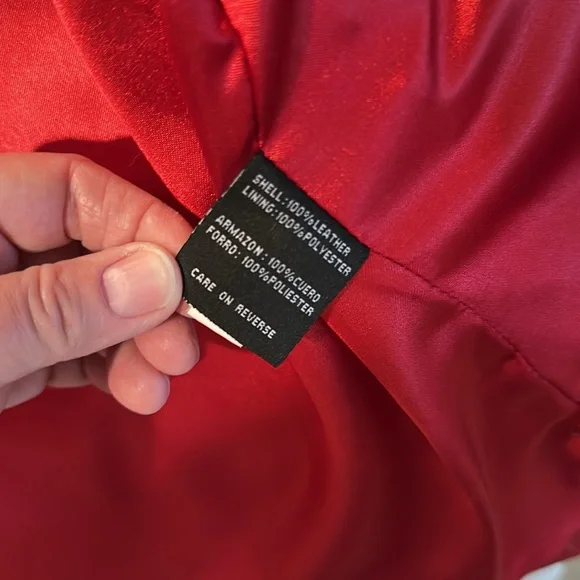 SHELL:100%LEATHER
LINING:100%POLYESTER
ARMAZON:100%CUERO
FORRO:100%POLIESTER
CARE ON REVERSE